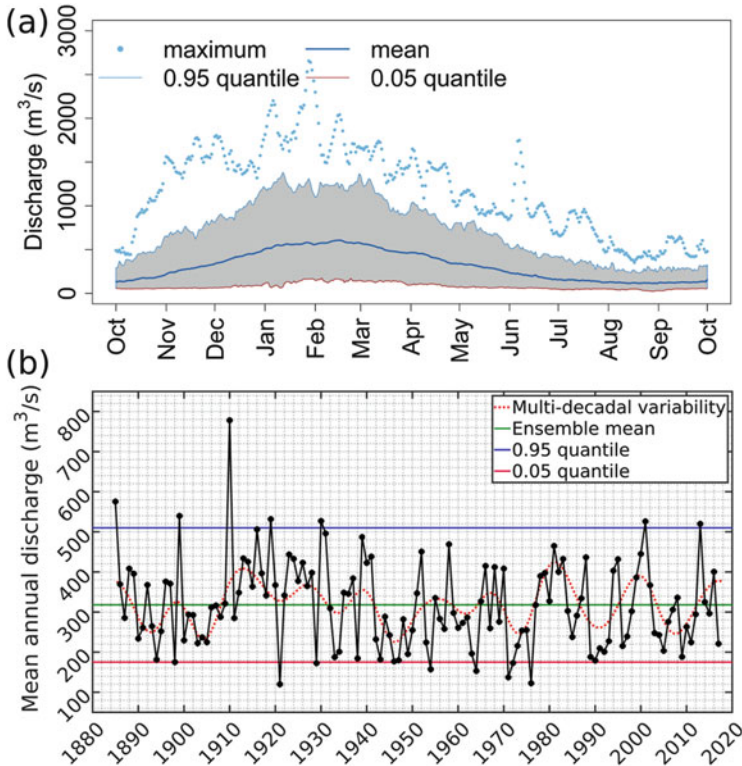 (a)
3000
2000
1000
0
Discharge (m³/s)
maximum
mean
0.95 quantile
0.05 quantile
Oct
Nov
Dec
Jan
Feb
Mar
Apr
May
Jun
Jul
Aug
Sep
Oct
(b)
Mean annual discharge (m³/s)
800
700
600
500
400
300
200
100
Multi-decadal variability
Ensemble mean
0.95 quantile
0.05 quantile
1880
1890
1900
1910
1920
1930
1940
1950
1960
1970
1980
1990
2000
2010
2020